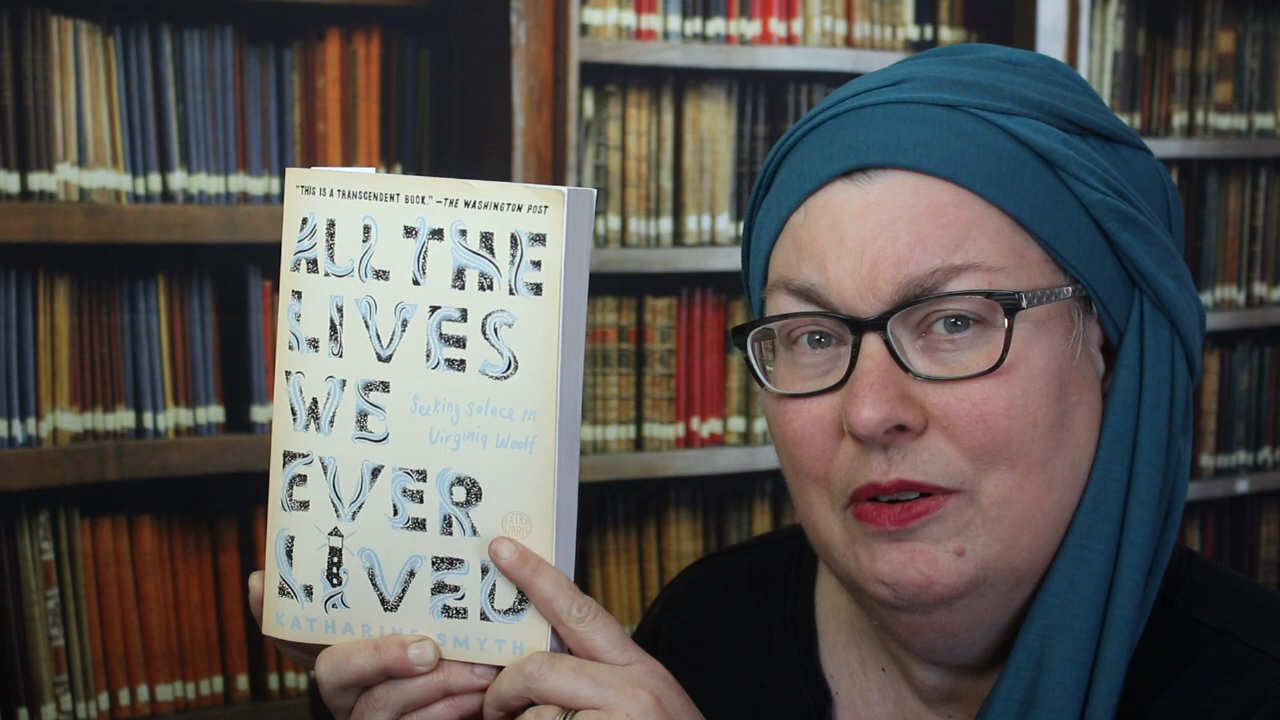 "THIS IS A TRANSCENDENT BOOK." —THE WASHINGTON POST
ALL THE
LIVES
WE
Seeking Solace in
Virginia Woolf
EVER
LIVED
KATHARINE SMYTH